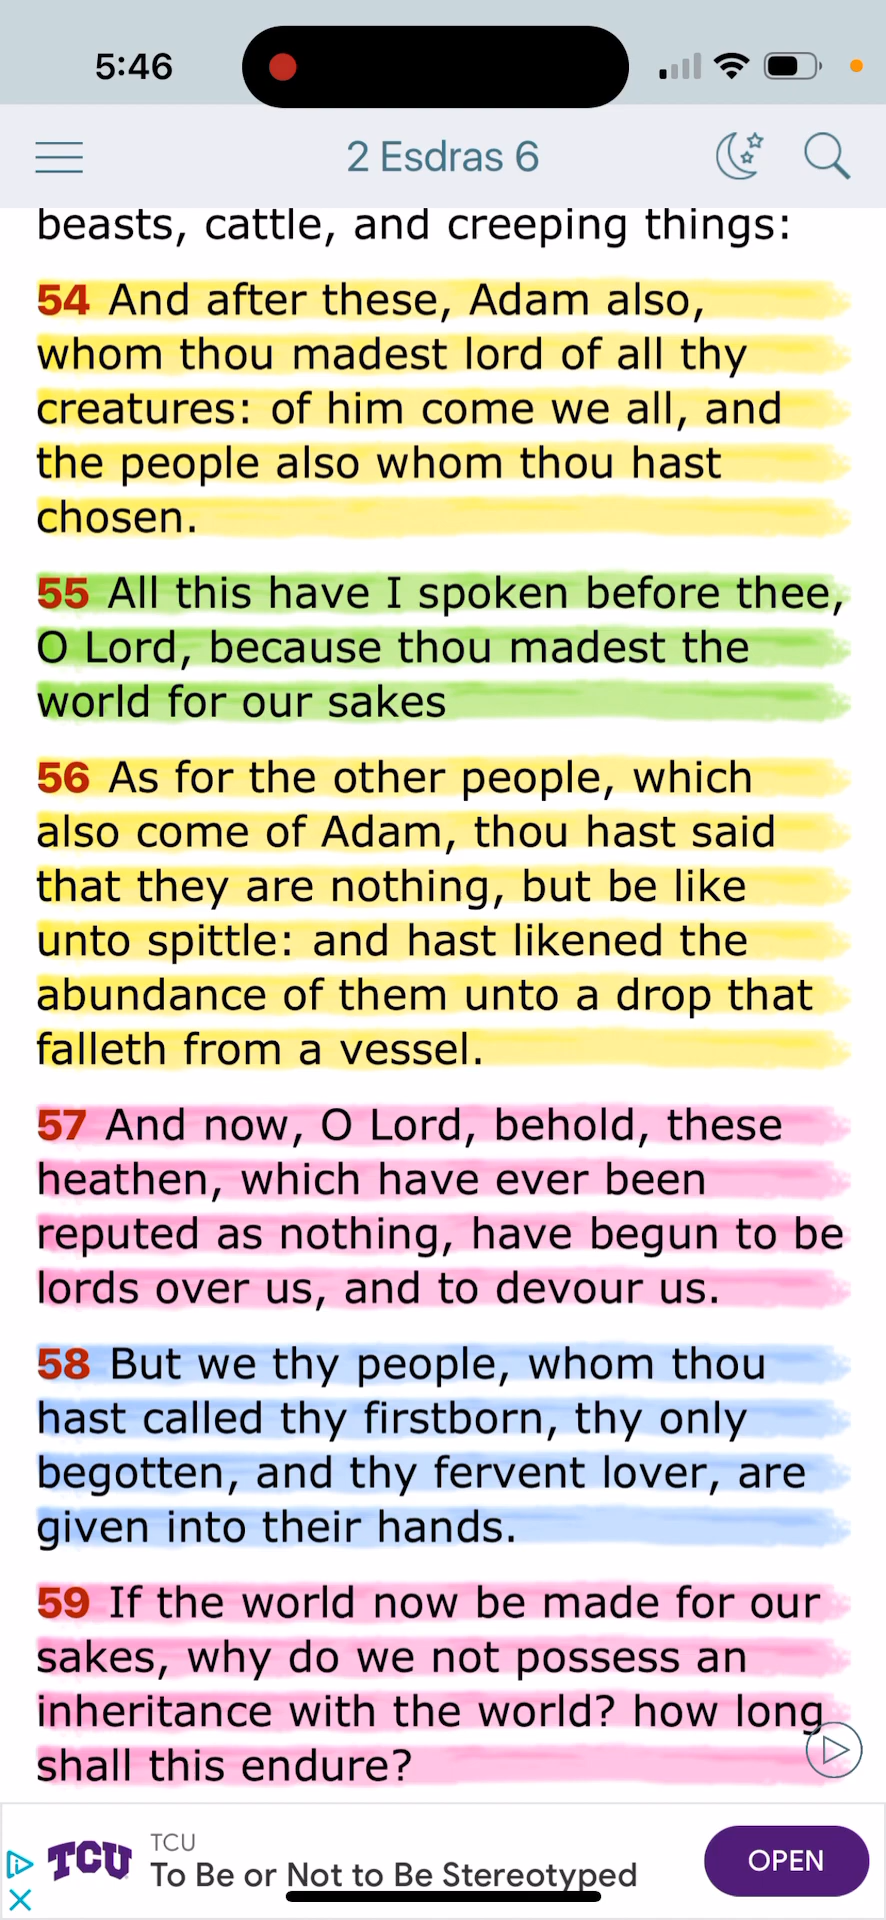 5:46
2 Esdras 6
beasts, cattle, and creeping things:
54 And after these, Adam also,
whom thou madest lord of all thy
creatures: of him come we all, and
the people also whom thou hast
chosen.
55 All this have I spoken before thee,
O Lord, because thou madest the
world for our sakes
56 As for the other people, which
also come of Adam, thou hast said
that they are nothing, but be like
unto spittle: and hast likened the
abundance of them unto a drop that
falleth from a vessel.
57 And now, O Lord, behold, these
heathen, which have ever been
reputed as nothing, have begun to be
lords over us, and to devour us.
58 But we thy people, whom thou
hast called thy firstborn, thy only
begotten, and thy fervent lover, are
given into their hands.
59 If the world now be made for our
sakes, why do we not possess an
inheritance with the world? how long
shall this endure?
TCU
TCU
To Be or Not to Be Stereotyped
OPEN